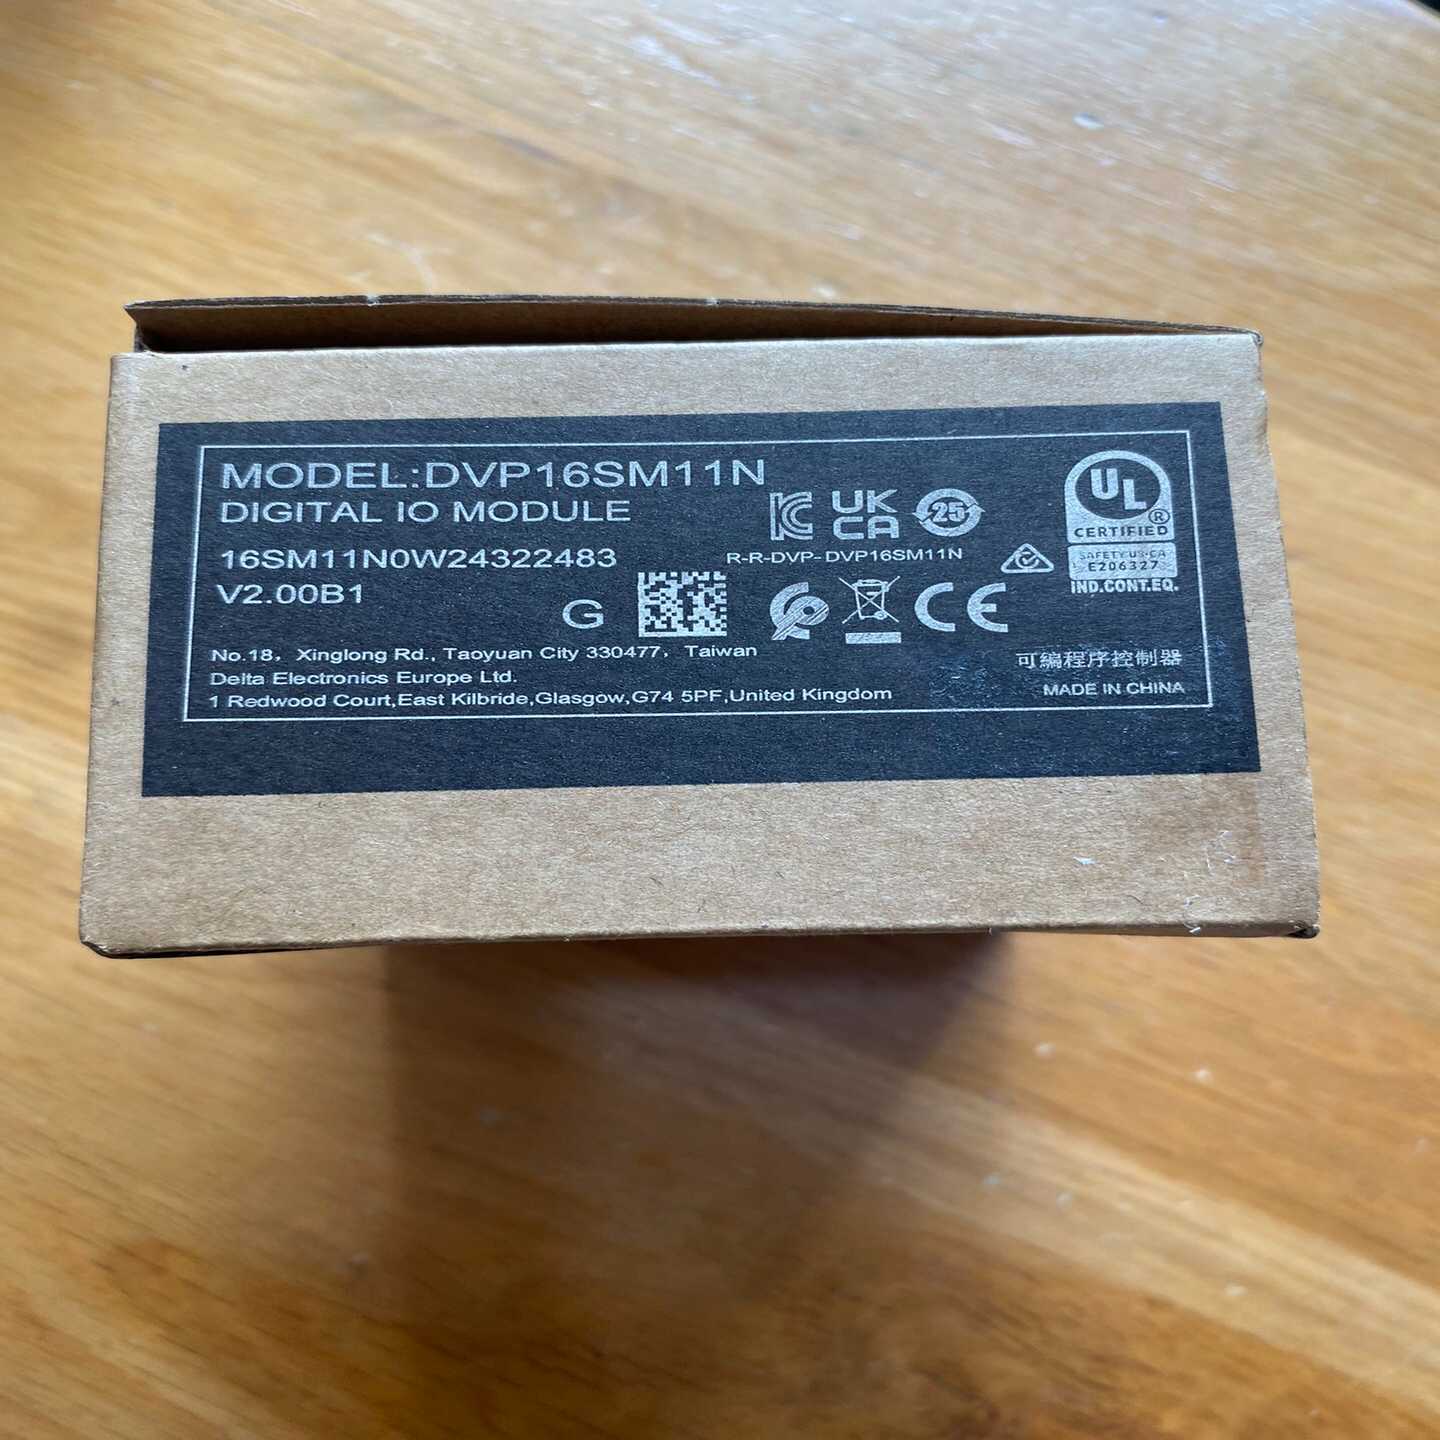 MODEL:DVP16SM11N
DIGITAL IO MODULE
16SM11N0W24322483
V2.00B1
G
KC
UK
CA
25
R-R-DVP-DVP16SM11N
CE
UL
®
CERTIFIED
SAFETY US-CA
E206327
IND.CONT.EQ.
No.18， Xinglong Rd., Taoyuan City 330477， Taiwan
Delta Electronics Europe Ltd.
1 Redwood Court,East Kilbride,Glasgow,G74 5PF,United Kingdom
可編程序控制器
MADE IN CHINA